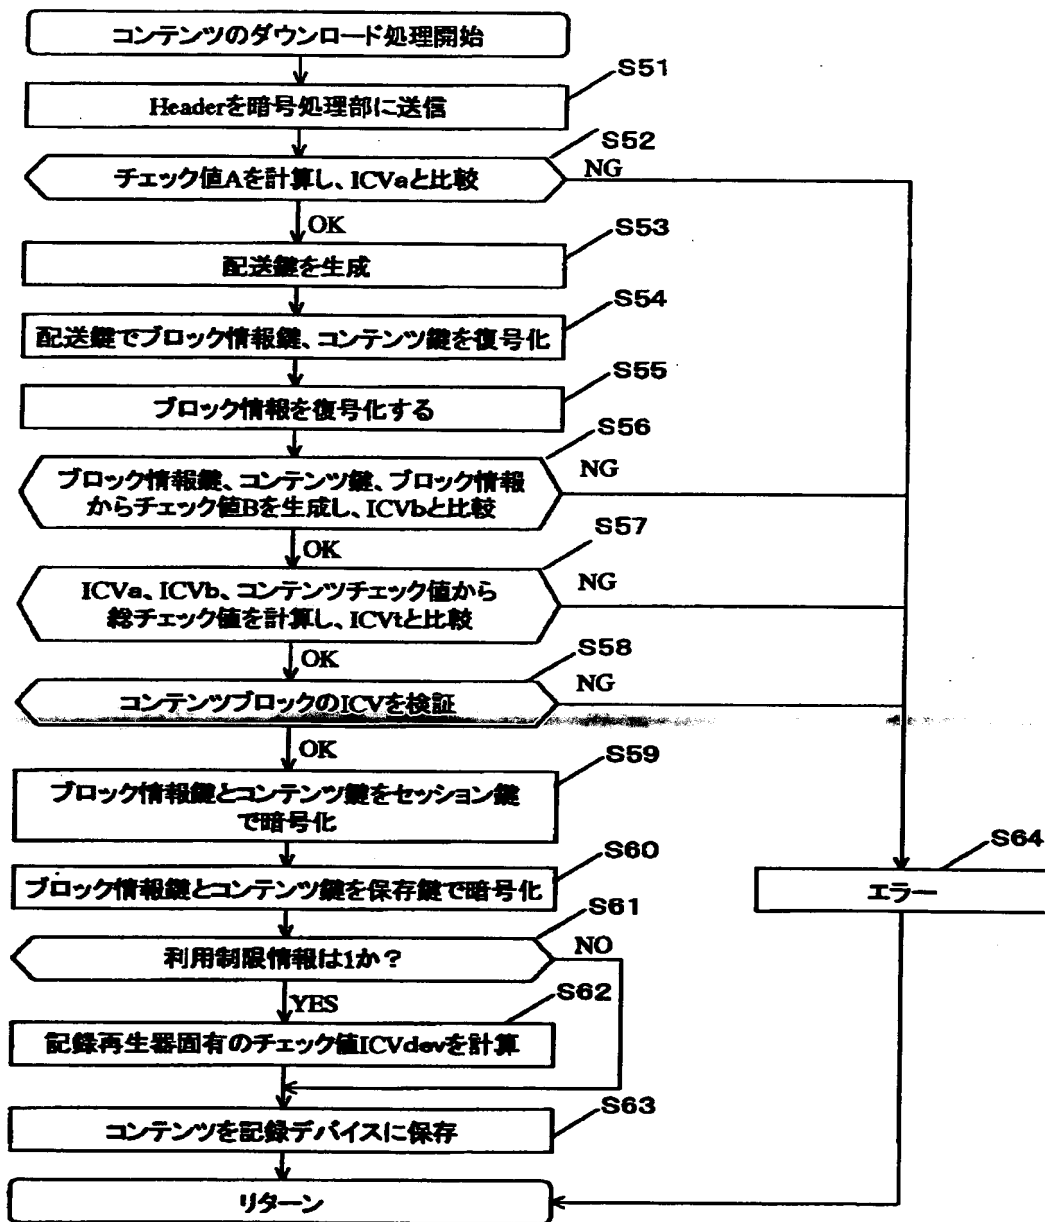 コンテンツのダウンロード処理開始
S51
Headerを暗号処理部に送信
S52
チェック値Aを計算し、ICVaと比較
NG
OK
S53
配送鍵を生成
S54
配送鍵でブロック情報鍵、コンテンツ鍵を復号化
S55
ブロック情報を復号化する
S56
ブロック情報鍵、コンテンツ鍵、ブロック情報
からチェック値Bを生成し、ICVbと比較
NG
OK
S57
ICVa、ICVb、コンテンツチェック値から
総チェック値を計算し、ICVtと比較
NG
OK
S58
コンテンツブロックのICVを検証
NG
OK
S59
ブロック情報鍵とコンテンツ鍵をセッション鍵
で暗号化
S60
ブロック情報鍵とコンテンツ鍵を保存鍵で暗号化
S64
エラー
S61
利用制限情報は1か？
NO
YES
S62
記録再生器固有のチェック値ICVdevを計算
S63
コンテンツを記録デバイスに保存
リターン